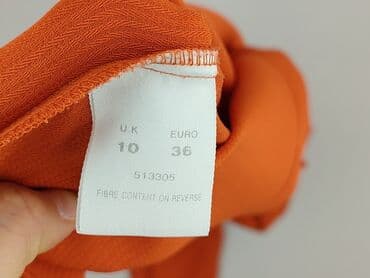 U.K EURO
10 36
513305
FIBRE CONTENT ON REVERSE